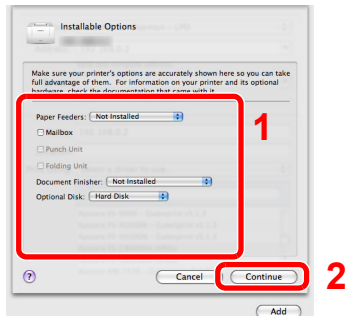 Installable Options
Make sure your printer's options are accurately shown here so you can take
full advantage of them. For information on your printer and its optional
hardware, check the documentation that came with it.
Paper Feeders: Not Installed
1
Mailbox
Punch Unit
Folding Unit
Document Finisher: Not Installed
Optional Disk: Hard Disk
? Cancel Continue
2
Add